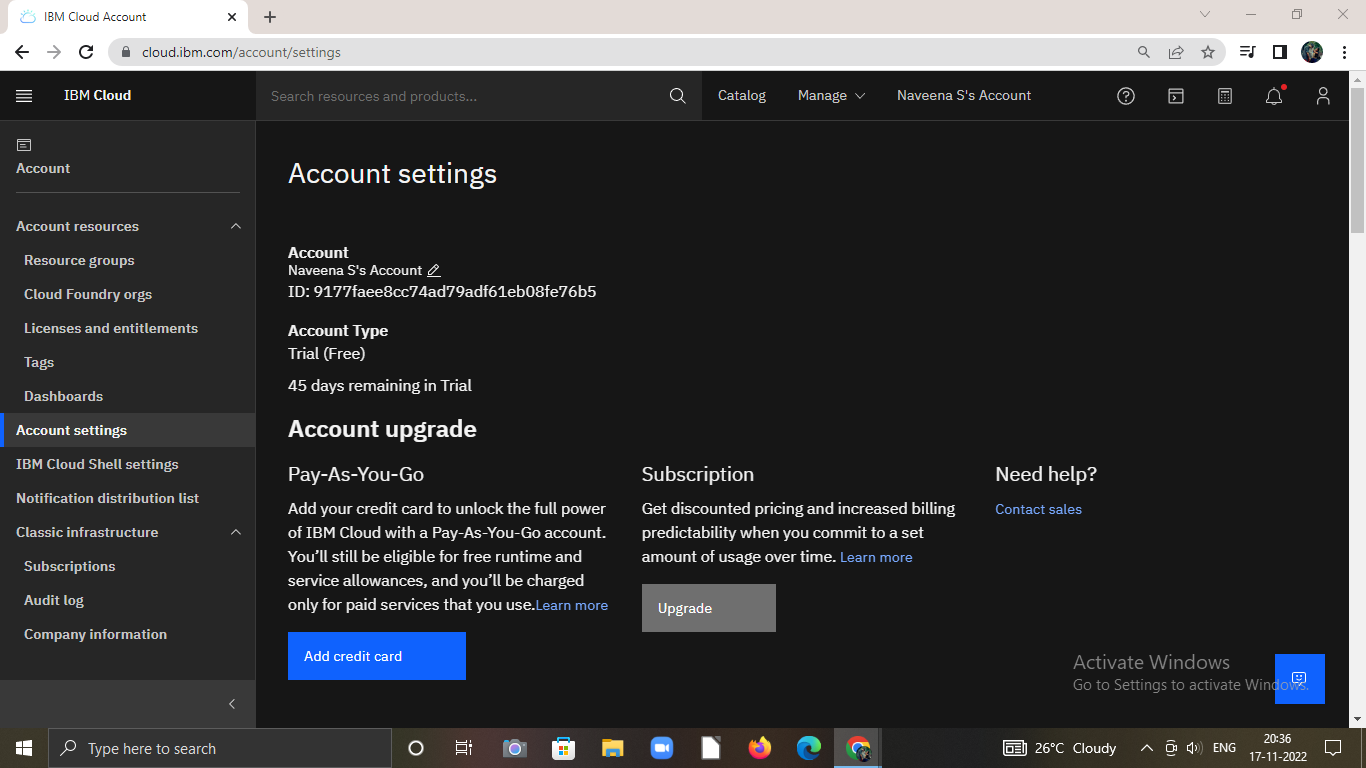 IBM Cloud Account
cloud.ibm.com/account/settings
IBM Cloud
Search resources and products...
Catalog
Manage
Naveena S's Account
Account
Account resources
Resource groups
Cloud Foundry orgs
Licenses and entitlements
Tags
Dashboards
Account settings
IBM Cloud Shell settings
Notification distribution list
Classic infrastructure
Subscriptions
Audit log
Company information
Account settings
Account
Naveena S's Account
ID: 9177faee8cc74ad79adf61eb08fe76b5
Account Type
Trial (Free)
45 days remaining in Trial
Account upgrade
Pay-As-You-Go
Add your credit card to unlock the full power
of IBM Cloud with a Pay-As-You-Go account.
You’ll still be eligible for free runtime and
service allowances, and you’ll be charged
only for paid services that you use.Learn more
Add credit card
Subscription
Get discounted pricing and increased billing
predictability when you commit to a set
amount of usage over time. Learn more
Upgrade
Need help?
Contact sales
Activate Windows
Go to Settings to activate Windows.
Type here to search
26°C Cloudy
ENG
20:36
17-11-2022